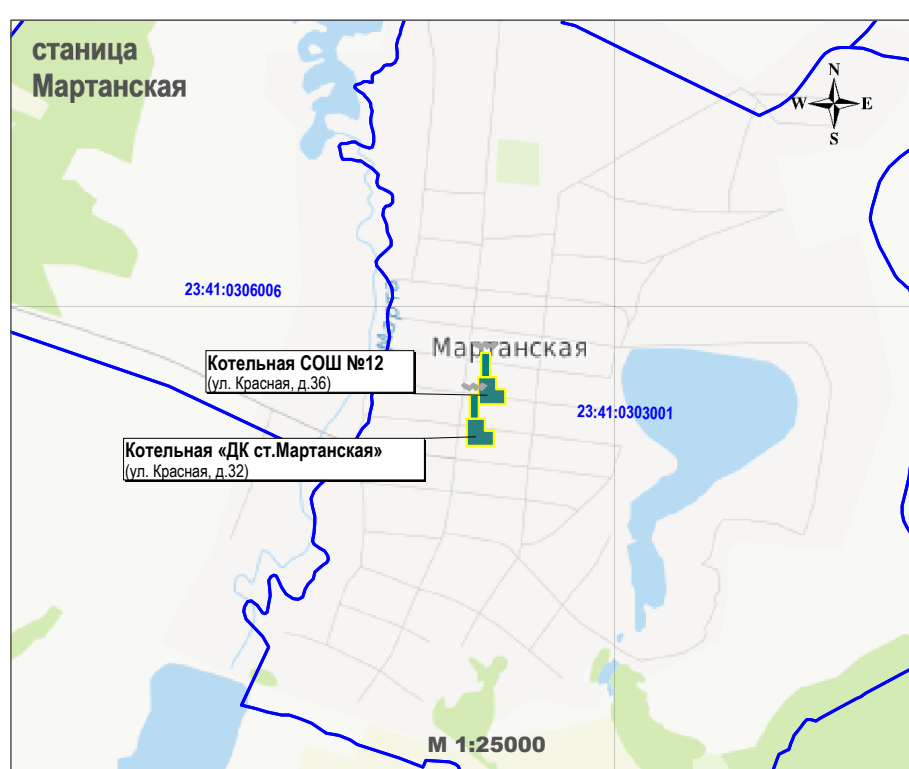 станица
Мартанская
N
W E
S
23:41:0306006
Марта
Мартанская
Котельная СОШ №12
(ул. Красная, д.36)
23:41:0303001
Котельная «ДК ст.Мартанская»
(ул. Красная, д.32)
М 1:25000